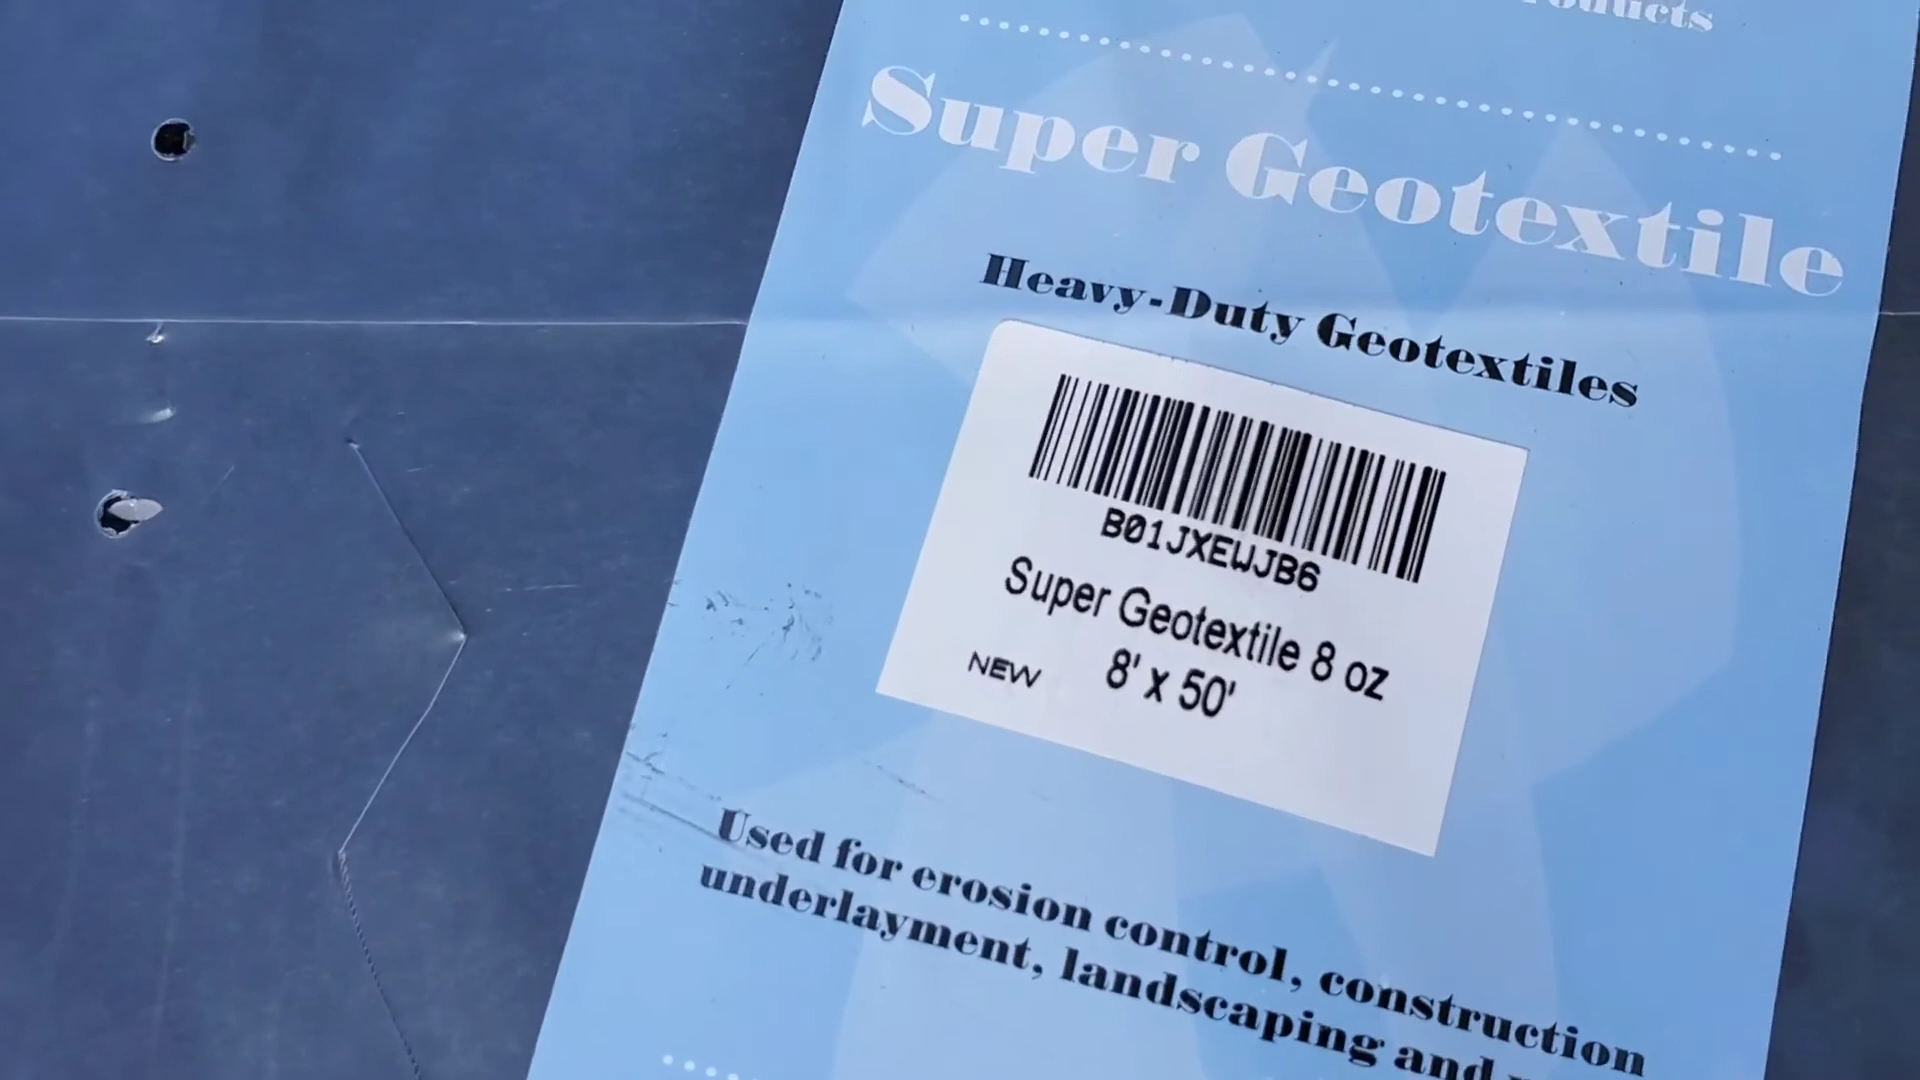 Super Geotextile
Heavy-Duty Geotextiles
B01JXEWJB6
Super Geotextile 8 oz
NEW 8' x 50'
Used for erosion control, construction
underlayment, landscaping and